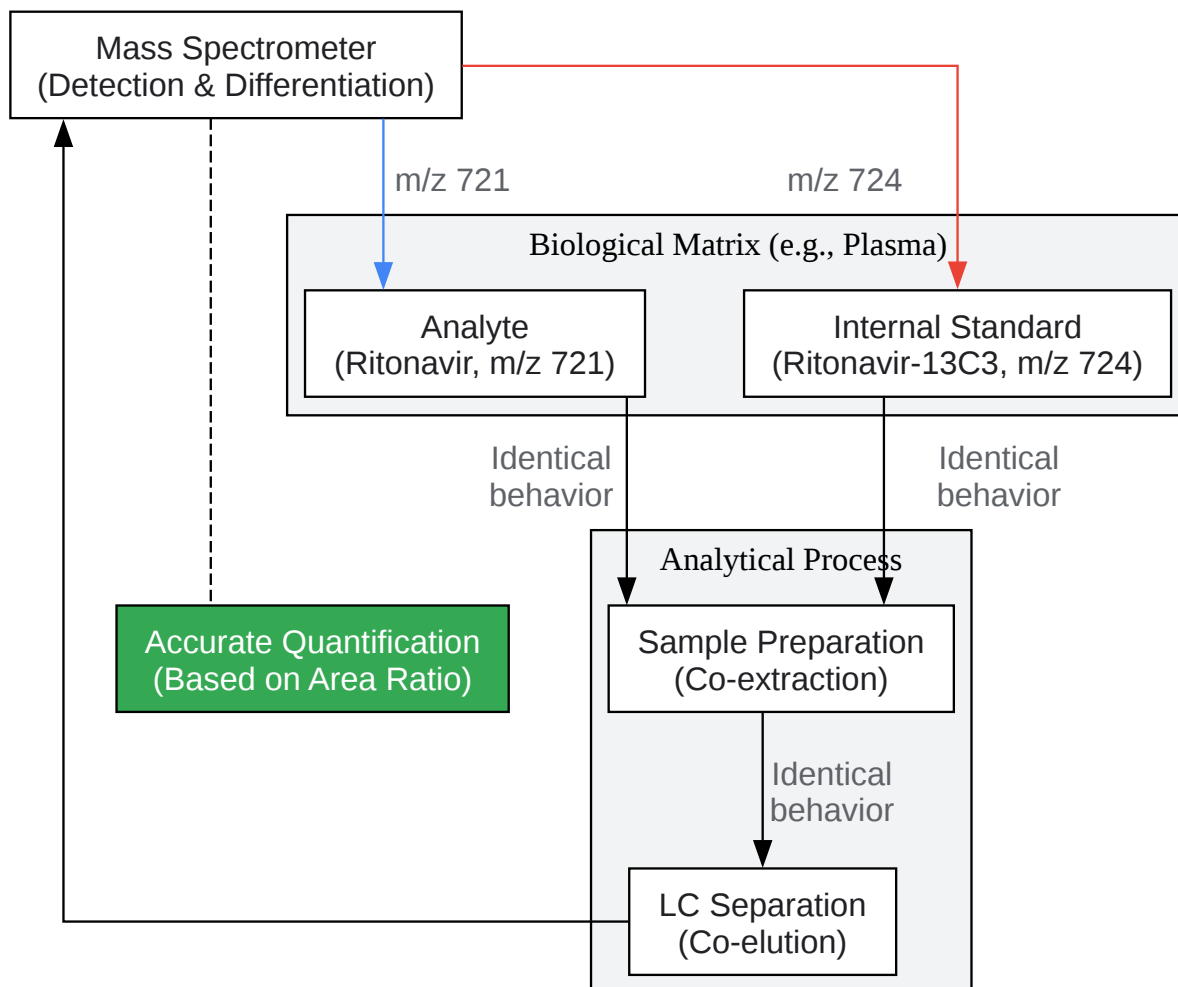 Mass Spectrometer
(Detection & Differentiation)
m/z 721
m/z 724
Biological Matrix (e.g., Plasma)
Analyte
(Ritonavir, m/z 721)
Internal Standard
(Ritonavir-13C3, m/z 724)
Identical
behavior
Identical
behavior
Analytical Process
Accurate Quantification
(Based on Area Ratio)
Sample Preparation
(Co-extraction)
Identical
behavior
LC Separation
(Co-elution)